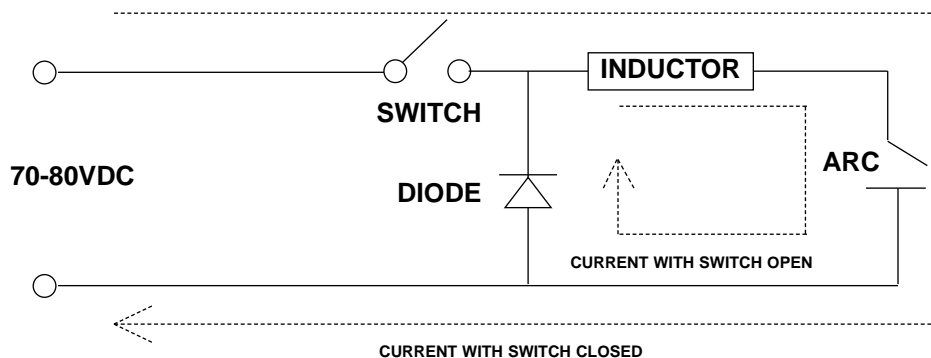 INDUCTOR
SWITCH
70-80VDC
DIODE
ARC
CURRENT WITH SWITCH OPEN
CURRENT WITH SWITCH CLOSED